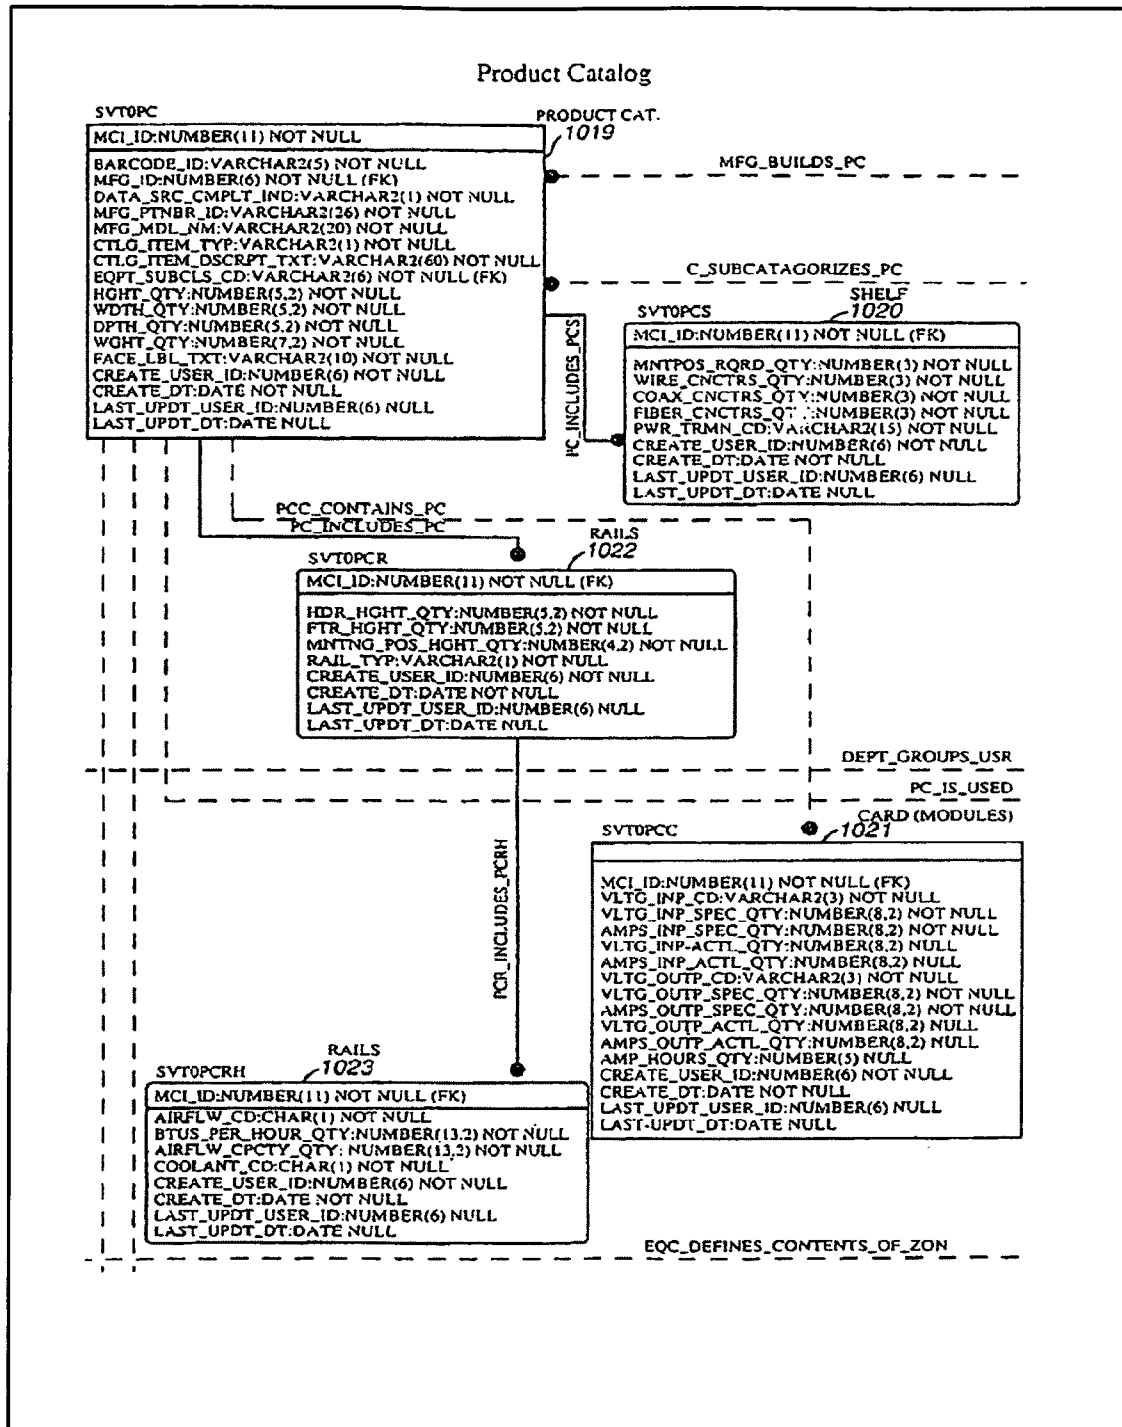 Product Catalog
SVT0PC
PRODUCT CAT.
1019
MCI_ID:NUMBER(11) NOT NULL
BARCODE_ID:VARCHAR2(5) NOT NULL
MFG_ID:NUMBER(6) NOT NULL (FK)
DATA_SRC_CMPLT_IND:VARCHAR2(1) NOT NULL
MFG_PTNBR_ID:VARCHAR2(26) NOT NULL
MFG_MDL_NM:VARCHAR2(20) NOT NULL
CTLG_ITEM_TYP:VARCHAR2(1) NOT NULL
CTLG_ITEM_DSCRPT_TXT:VARCHAR2(60) NOT NULL
EQPT_SUBCLS_CD:VARCHAR2(6) NOT NULL (FK)
HGHT_QTY:NUMBER(5,2) NOT NULL
WDTH_QTY:NUMBER(5,2) NOT NULL
DPTH_QTY:NUMBER(5,2) NOT NULL
WGHT_QTY:NUMBER(7,2) NOT NULL
FACE_LBL_TXT:VARCHAR2(10) NOT NULL
CREATE_USER_ID:NUMBER(6) NOT NULL
CREATE_DT:DATE NOT NULL
LAST_UPDT_USER_ID:NUMBER(6) NULL
LAST_UPDT_DT:DATE NULL
MFG_BUILDS_PC
C_SUBCATAGORIZES_PC
PC_INCLUDES_PCS
SHELF
1020
SVT0PCS
MCI_ID:NUMBER(11) NOT NULL (FK)
MNTPOS_RQRD_QTY:NUMBER(3) NOT NULL
WIRE_CNCTRS_QTY:NUMBER(3) NOT NULL
COAX_CNCTRS_QTY:NUMBER(3) NOT NULL
FIBER_CNCTRS_QT.:NUMBER(3) NOT NULL
PWR_TRMN_CD:VARCHAR2(15) NOT NULL
CREATE_USER_ID:NUMBER(6) NOT NULL
CREATE_DT:DATE NOT NULL
LAST_UPDT_USER_ID:NUMBER(6) NULL
LAST_UPDT_DT:DATE NULL
PCC_CONTAINS_PC
PC_INCLUDES_PC
RAILS
1022
SVT0PCR
MCI_ID:NUMBER(11) NOT NULL (FK)
HDR_HGHT_QTY:NUMBER(5,2) NOT NULL
FTR_HGHT_QTY:NUMBER(5,2) NOT NULL
MNTNG_POS_HGHT_QTY:NUMBER(4,2) NOT NULL
RAIL_TYP:VARCHAR2(1) NOT NULL
CREATE_USER_ID:NUMBER(6) NOT NULL
CREATE_DT:DATE NOT NULL
LAST_UPDT_USER_ID:NUMBER(6) NULL
LAST_UPDT_DT:DATE NULL
DEPT_GROUPS_USR
PC_IS_USED
CARD (MODULES)
1021
SVT0PCC
MCI_ID:NUMBER(11) NOT NULL (FK)
VLTG_INP_CD:VARCHAR2(3) NOT NULL
VLTG_INP_SPEC_QTY:NUMBER(8,2) NOT NULL
AMPS_INP_SPEC_QTY:NUMBER(8,2) NOT NULL
VLTG_INP-ACTL_QTY:NUMBER(8,2) NULL
AMPS_INP_ACTL_QTY:NUMBER(8,2) NULL
VLTG_OUTP_CD:VARCHAR2(3) NOT NULL
VLTG_OUTP_SPEC_QTY:NUMBER(8,2) NOT NULL
AMPS_OUTP_SPEC_QTY:NUMBER(8,2) NOT NULL
VLTG_OUTP_ACTL_QTY:NUMBER(8,2) NULL
AMPS_OUTP_ACTL_QTY:NUMBER(8,2) NULL
AMP_HOURS_QTY:NUMBER(5) NULL
CREATE_USER_ID:NUMBER(6) NOT NULL
CREATE_DT:DATE NOT NULL
LAST_UPDT_USER_ID:NUMBER(6) NULL
LAST-UPDT_DT:DATE NULL
PCR_INCLUDES_PCRH
RAILS
1023
SVT0PCRH
MCI_ID:NUMBER(11) NOT NULL (FK)
AIRFLW_CD:CHAR(1) NOT NULL
BTUS_PER_HOUR_QTY:NUMBER(13,2) NOT NULL
AIRFLW_CPCTY_QTY: NUMBER(13,2) NOT NULL
COOLANT_CD:CHAR(1) NOT NULL
CREATE_USER_ID:NUMBER(6) NOT NULL
CREATE_DT:DATE NOT NULL
LAST_UPDT_USER_ID:NUMBER(6) NULL
LAST_UPDT_DT:DATE NULL
EQC_DEFINES_CONTENTS_OF_ZON